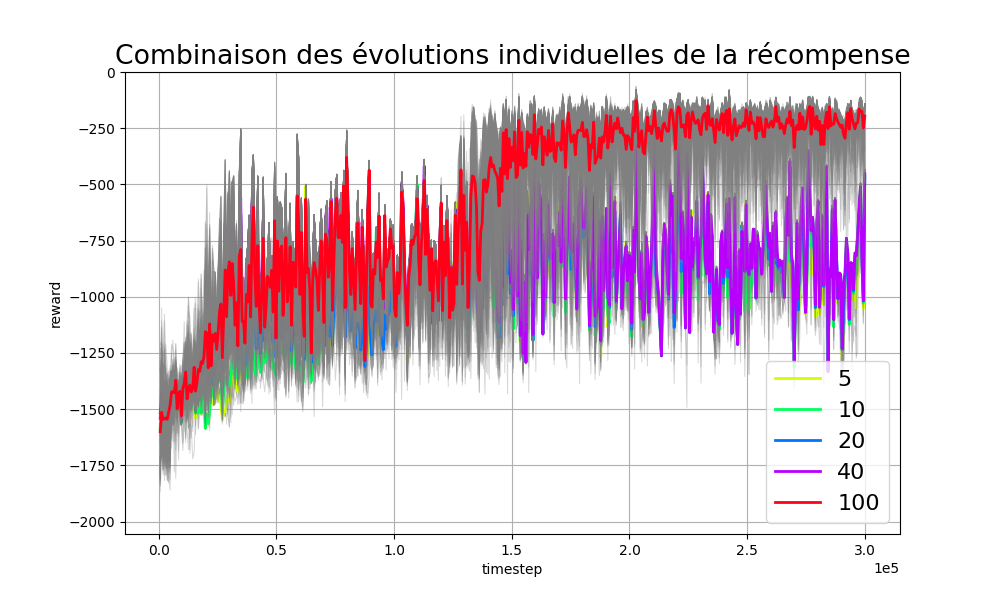 Combinaison des évolutions individuelles de la récompense
0
−250
−500
−750
−1000
−1250
−1500
−1750
−2000
reward
0.0 0.5 1.0 1.5 2.0 2.5 3.0
1e5
timestep
5
10
20
40
100